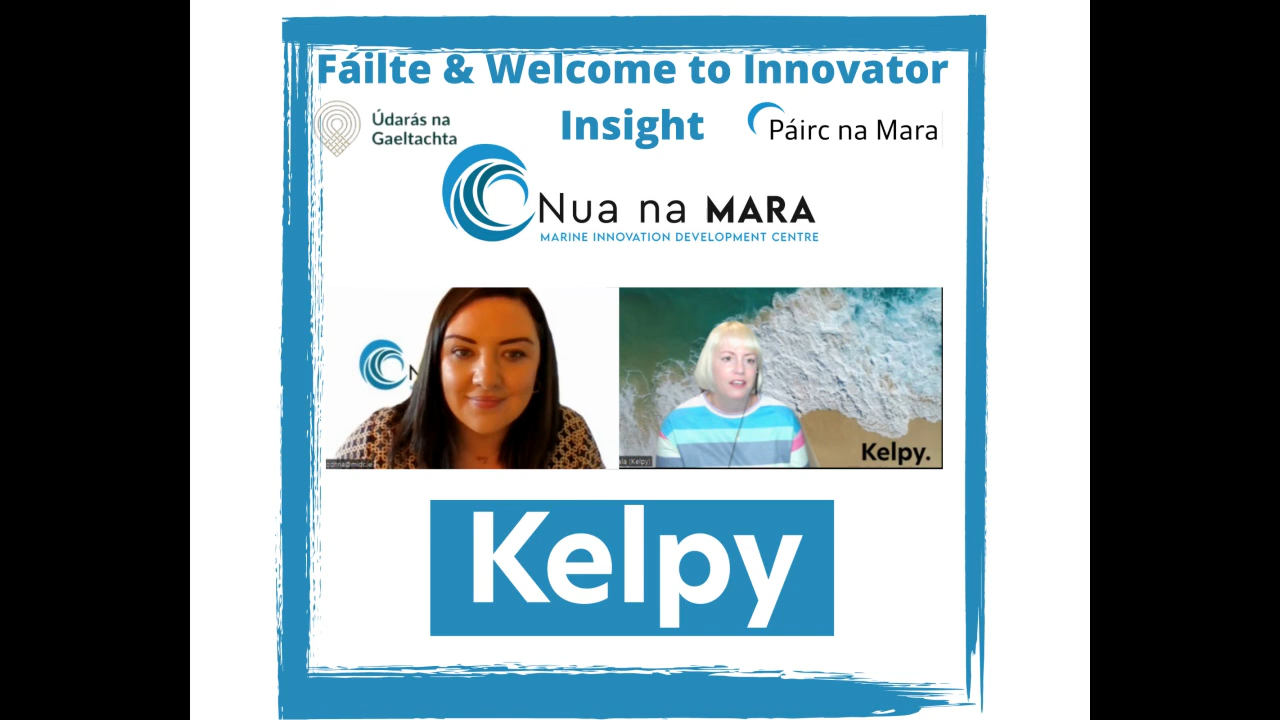 Fáilte & Welcome to Innovator
Insight
Údarás na
Gaeltachta
Páirc na Mara
Nua na MARA
MARINE INNOVATION DEVELOPMENT CENTRE
N
Kelpy.
(Kelpy)
Kelpy